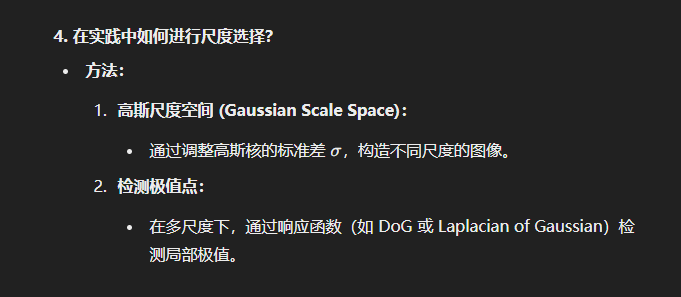 4. 在实践中如何进行尺度选择？
• 方法：
1. 高斯尺度空间 (Gaussian Scale Space)：
• 通过调整高斯核的标准差 σ，构造不同尺度的图像。
2. 检测极值点：
• 在多尺度下，通过响应函数（如 DoG 或 Laplacian of Gaussian）检
测局部极值。